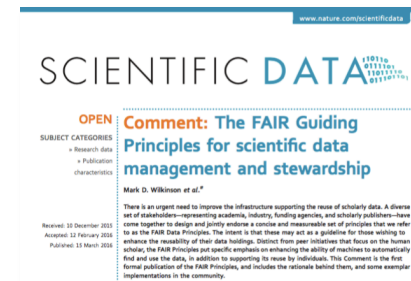 www.nature.com/scientificdata
SCIENTIFIC DATA
110110
0111101
11011110
011101101
OPEN
SUBJECT CATEGORIES
» Research data
» Publication
characteristics
Received: 10 December 2015
Accepted: 12 February 2016
Published: 15 March 2016
Comment: The FAIR Guiding
Principles for scientific data
management and stewardship
Mark D. Wilkinson et al.#
There is an urgent need to improve the infrastructure supporting the reuse of scholarly data. A diverse
set of stakeholders—representing academia, industry, funding agencies, and scholarly publishers—have
come together to design and jointly endorse a concise and measureable set of principles that we refer
to as the FAIR Data Principles. The intent is that these may act as a guideline for those wishing to
enhance the reusability of their data holdings. Distinct from peer initiatives that focus on the human
scholar, the FAIR Principles put specific emphasis on enhancing the ability of machines to automatically
find and use the data, in addition to supporting its reuse by individuals. This Comment is the first
formal publication of the FAIR Principles, and includes the rationale behind them, and some exemplar
implementations in the community.